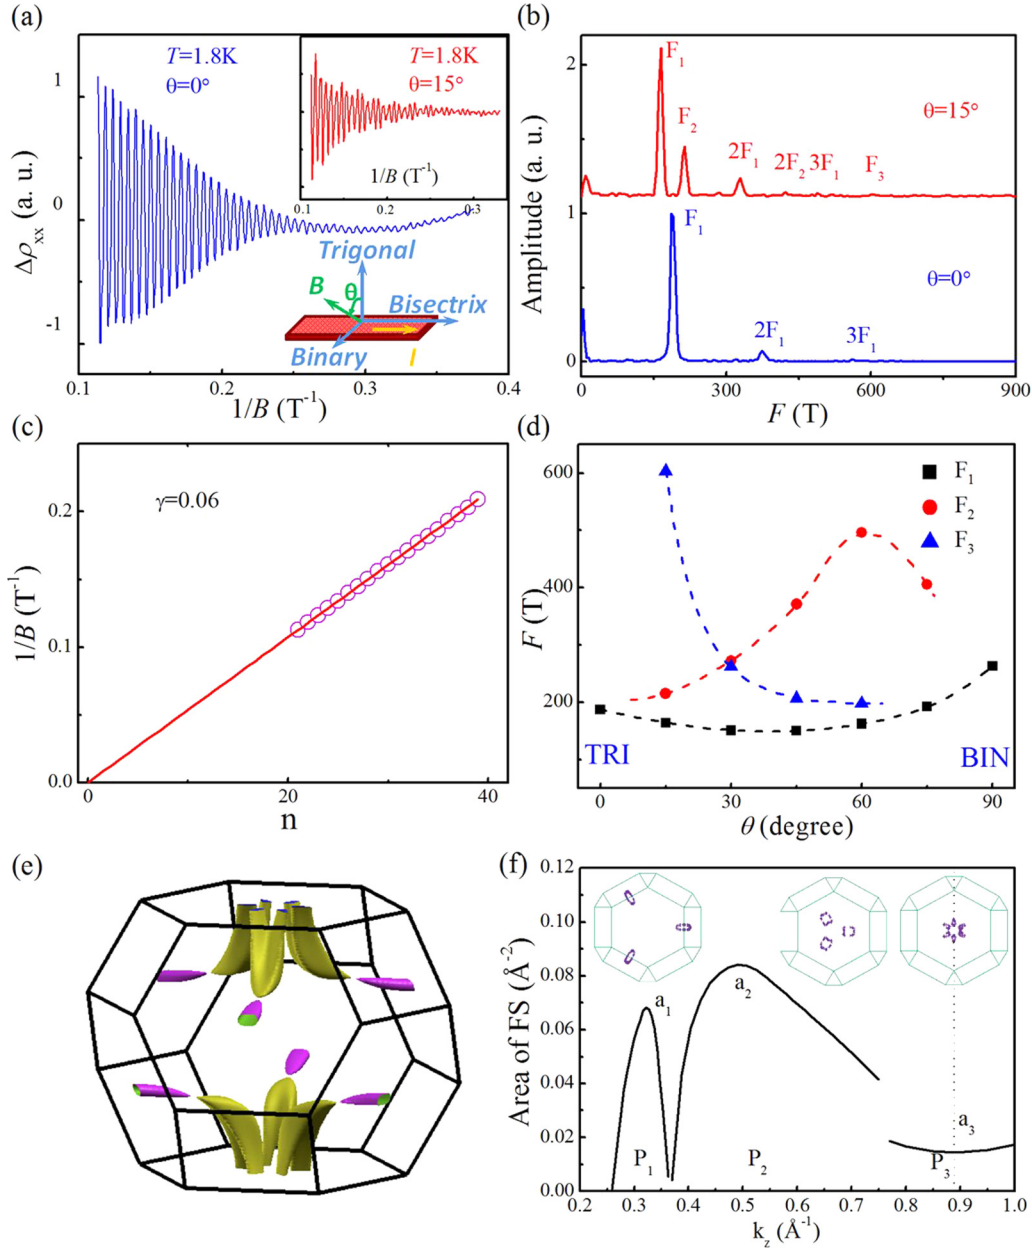 (a)
1
0
-1
Δρxx (a. u.)
T=1.8K
θ=0°
T=1.8K
θ=15°
1/B (T-1)
0.1
0.2
0.3
Trigonal
B
θ
Bisectrix
Binary
I
0.1
0.2
0.3
0.4
1/B (T-1)
(b)
2
1
0
Amplitude (a. u.)
F1
F2
2F1
2F2
3F1
F3
θ=15°
F1
2F1
3F1
θ=0°
0
300
600
900
F (T)
(c)
0.2
0.1
0.0
1/B (T-1)
γ=0.06
0
20
40
n
(d)
600
400
200
F (T)
F1
F2
F3
TRI
BIN
0
30
60
90
θ (degree)
(e)
(f)
0.12
0.10
0.08
0.06
0.04
0.02
0.00
Area of FS (Å-2)
a1
a2
a3
P1
P2
P3
0.2
0.3
0.4
0.5
0.6
0.7
0.8
0.9
1.0
kz (Å-1)